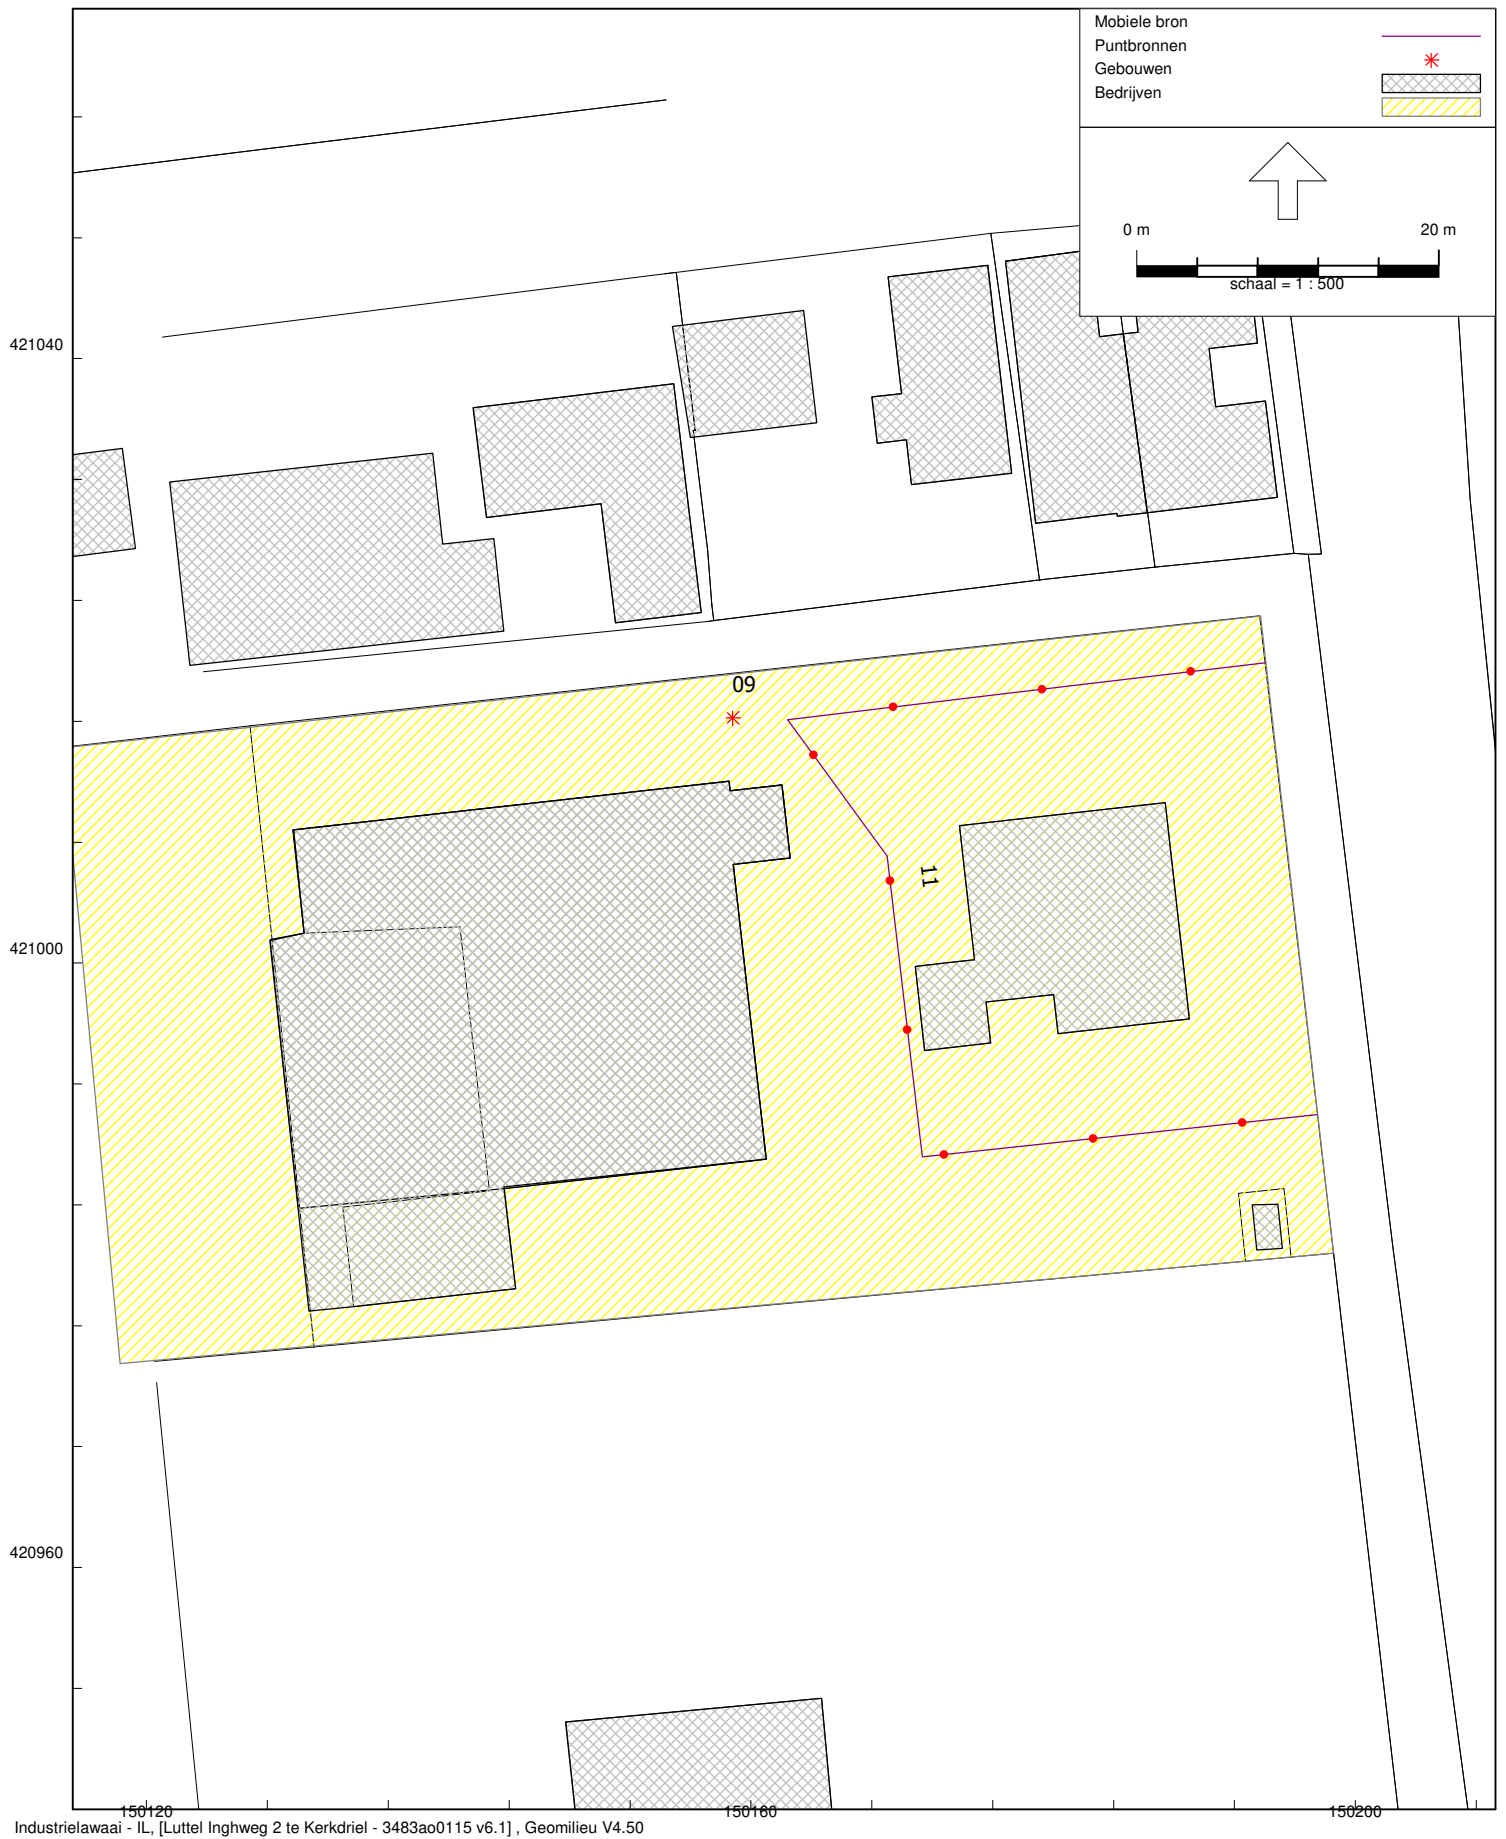 Mobiele bron
Puntbronnen
Gebouwen
Bedrijven
0 m 20 m
schaal = 1 : 500
421040
09
11
421000
420960
150120 150160 150200
Industrielawaai - IL, [Luttel Inghweg 2 te Kerkdriel - 3483ao0115 v6.1] , Geomilieu V4.50